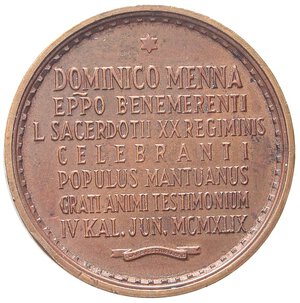 DOMINICO MENNA
EPPO BENEMERENTI
L SACERDOTII XX REGIMINIS
CELEBRANTI
POPULUS MANTUANUS
GRATI ANIMI TESTIMONIUM
IV KAL. JUN. MCMXLIX